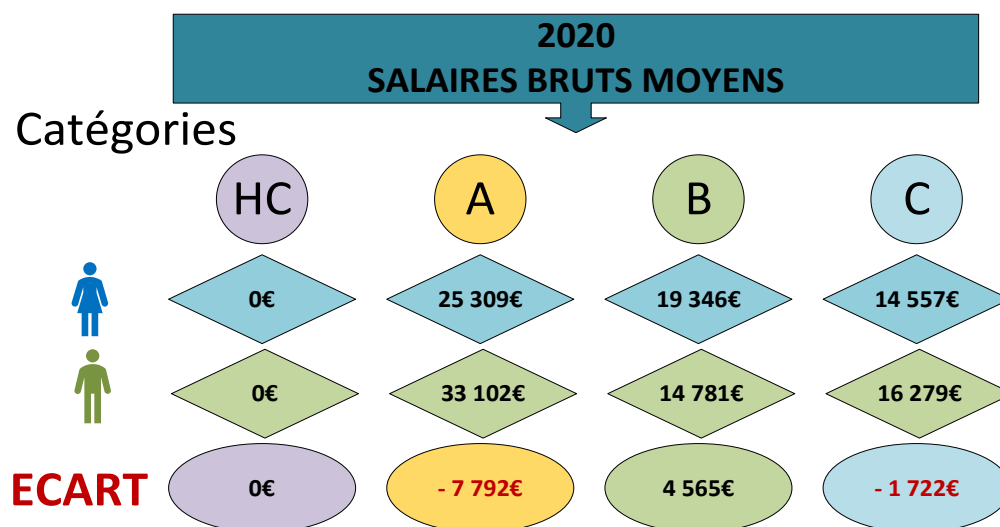 2020
SALAIRES BRUTS MOYENS
Catégories
HC A B C
0€ 25 309€ 19 346€ 14 557€
0€ 33 102€ 14 781€ 16 279€
ECART 0€ - 7 792€ 4 565€ - 1 722€